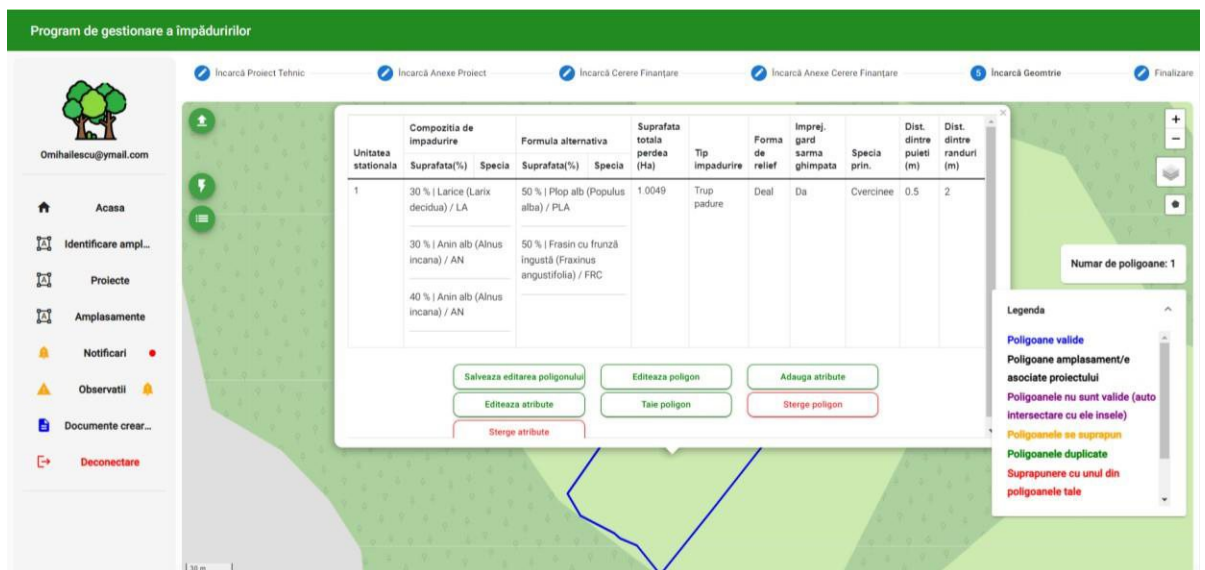 Program de gestionare a împăduririlor
Încarcă Proiect Tehnic
Încarcă Anexe Proiect
Încarcă Cerere Finanțare
Încarcă Anexe Cerere Finanțare
5 Încarcă Geomtrie
Finalizare
Omihailescu@ymail.com
Acasa
Identificare ampl...
Proiecte
Amplasamente
Notificari
Observatii
Documente crear...
Deconectare
×
Unitatea
stationala
Compozitia de
impadurire
Suprafata(%) Specia
Formula alternativa
Suprafata(%) Specia
Suprafata
totala
perdea
(Ha)
Tip
impadurire
Forma
de
relief
Imprej.
gard
sarma
ghimpata
Specia
prin.
Dist.
dintre
puieti
(m)
Dist.
dintre
randuri
(m)
1
30 % | Larice (Larix
decidua) / LA
30 % | Anin alb (Alnus
incana) / AN
40 % | Anin alb (Alnus
incana) / AN
50 % | Plop alb (Populus
alba) / PLA
50 % | Frasin cu frunză
îngustă (Fraxinus
angustifolia) / FRC
1.0049
Trup
padure
Deal
Da
Cvercinee
0.5
2
Salveaza editarea poligonului
Editeaza poligon
Adauga atribute
Editeaza atribute
Taie poligon
Sterge poligon
Sterge atribute
+
−
Numar de poligoane: 1
Legenda
Poligoane valide
Poligoane amplasament/e
asociate proiectului
Poligoanele nu sunt valide (auto
intersectare cu ele insele)
Poligoanele se suprapun
Poligoanele duplicate
Suprapunere cu unul din
poligoanele tale
30 m